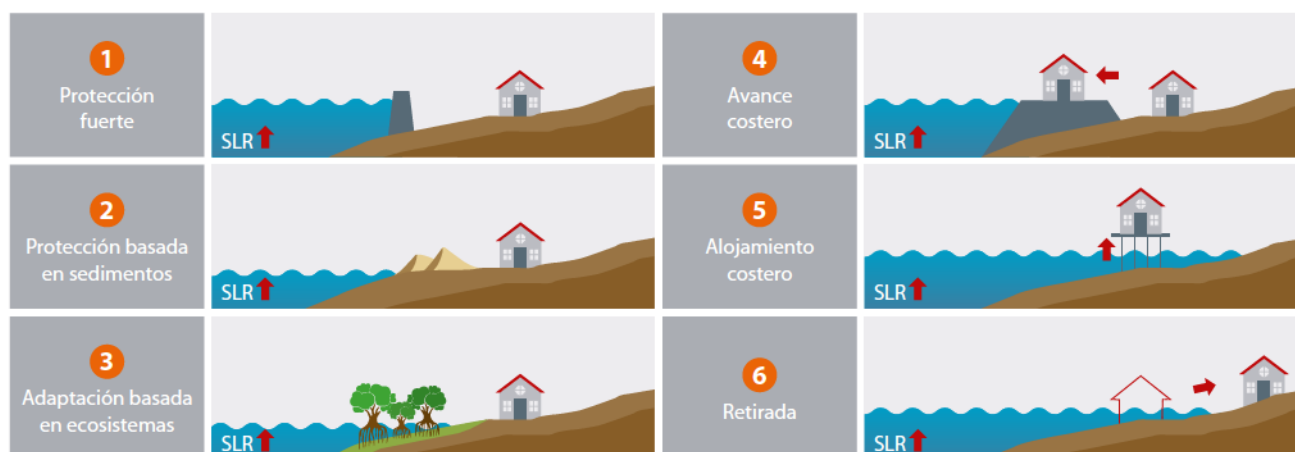 1
Protección
fuerte
SLR
2
Protección basada
en sedimentos
SLR
3
Adaptación basada
en ecosistemas
SLR
4
Avance
costero
SLR
5
Alojamiento
costero
SLR
6
Retirada
SLR